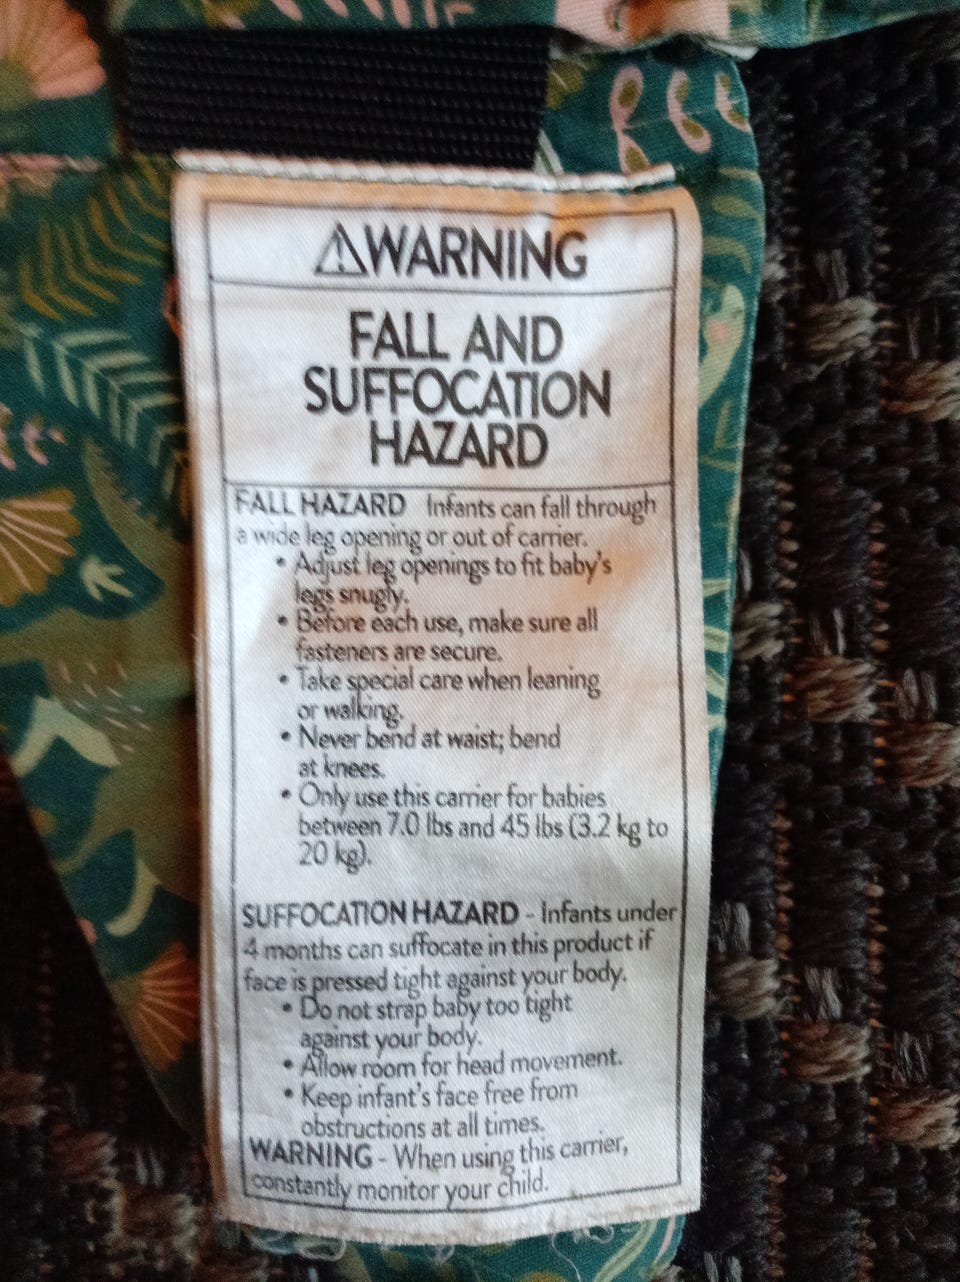 ⚠WARNING
FALL AND
SUFFOCATION
HAZARD
FALL HAZARD Infants can fall through
a wide leg opening or out of carrier.
• Adjust leg openings to fit baby's
legs snugly.
• Before each use, make sure all
fasteners are secure.
• Take special care when leaning
or walking.
• Never bend at waist; bend
at knees.
• Only use this carrier for babies
between 7.0 lbs and 45 lbs (3.2 kg to
20 kg).
SUFFOCATION HAZARD - Infants under
4 months can suffocate in this product if
face is pressed tight against your body.
• Do not strap baby too tight
against your body.
• Allow room for head movement.
• Keep infant's face free from
obstructions at all times.
WARNING - When using this carrier,
constantly monitor your child.